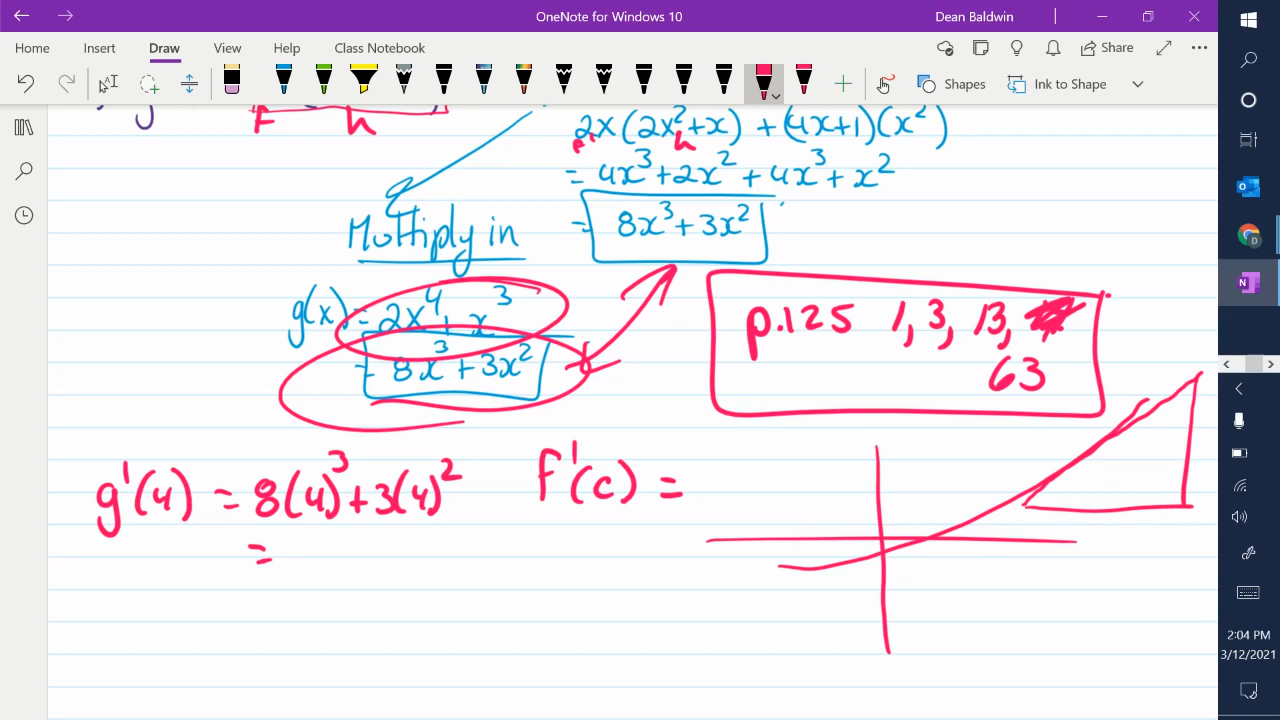 OneNote for Windows 10
Dean Baldwin
Home Insert Draw View Help Class Notebook
Share
Shapes
Ink to Shape
F h
2x(2x²+x) + (4x+1)(x²)
h
= 4x³+2x² + 4x³ + x²
= 8x³ + 3x²
Multiply in
g(x) = 2x⁴ + x³
= 8x³ + 3x²
p.125 1, 3, 13,
63
g'(4) = 8(4)³ + 3(4)²
=
f'(c) =
2:04 PM
3/12/2021